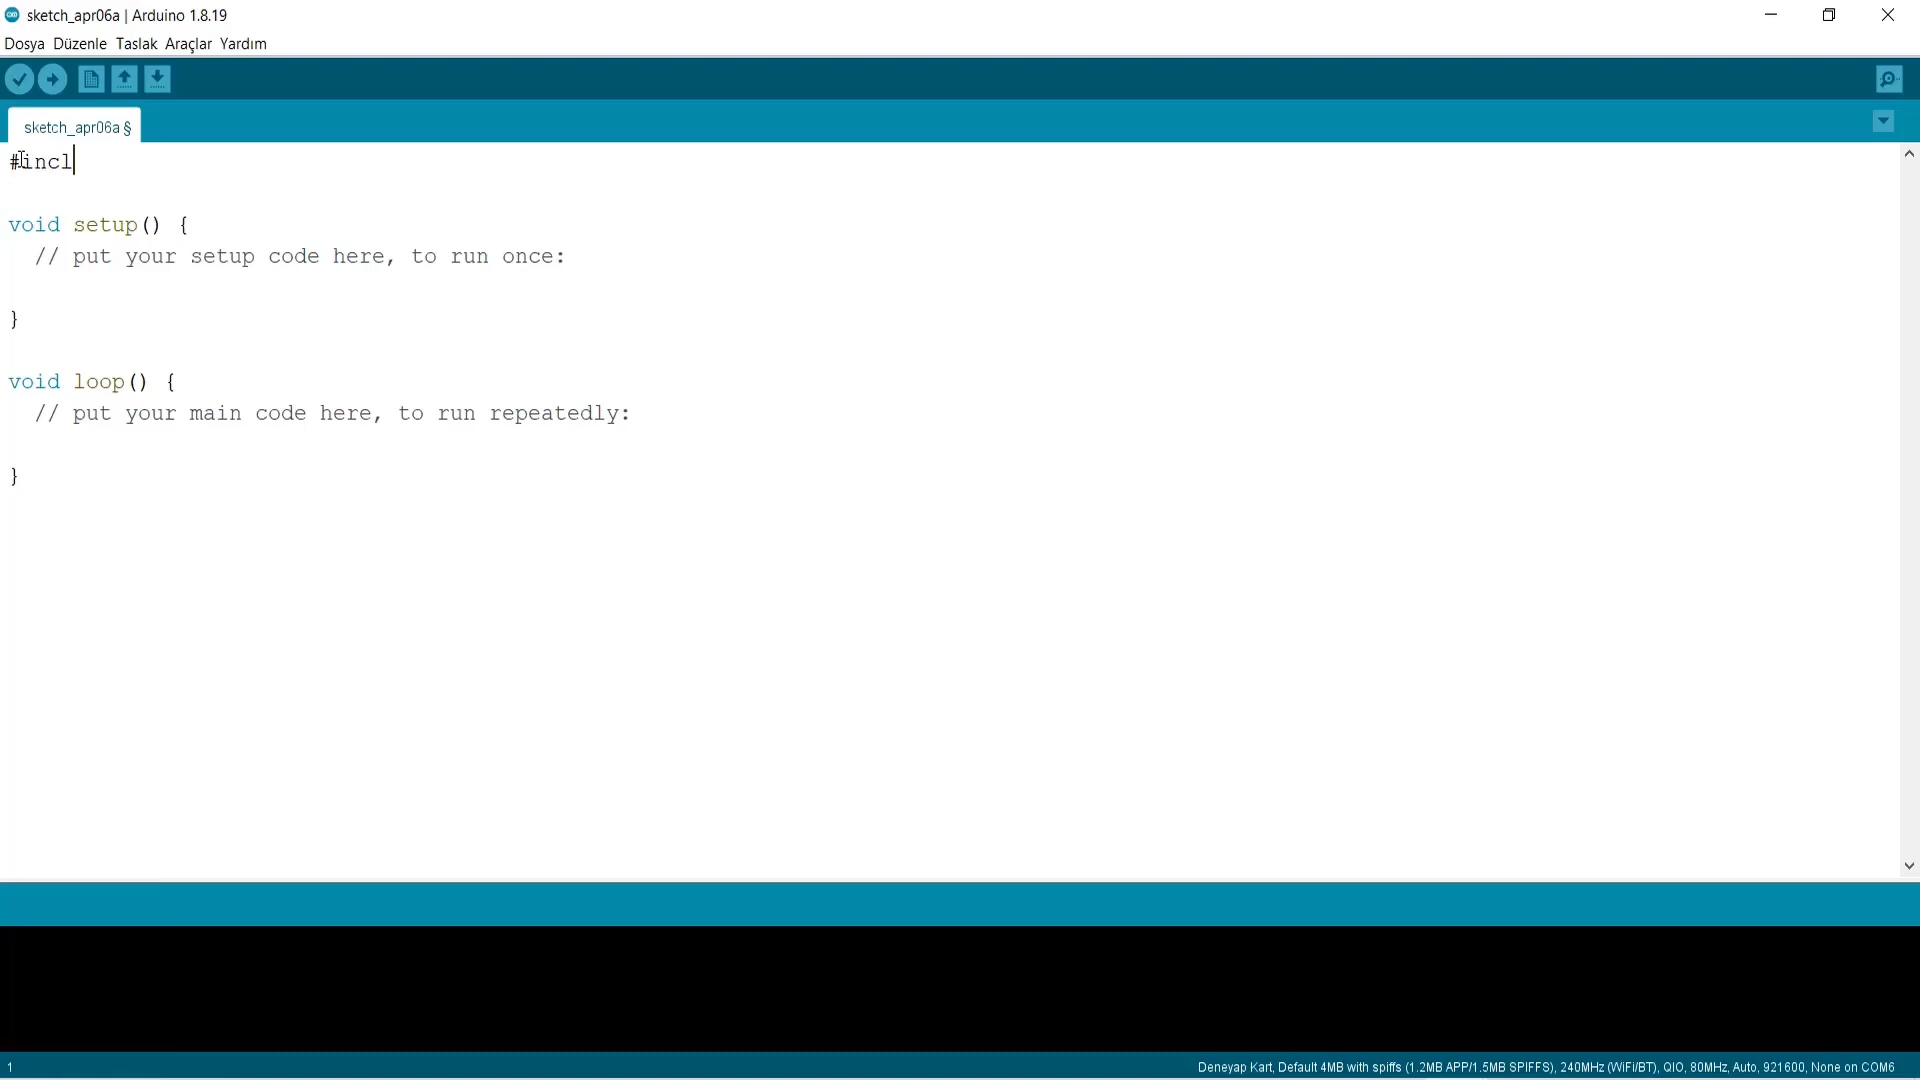 sketch_apr06a | Arduino 1.8.19
Dosya Düzenle Taslak Araçlar Yardım
sketch_apr06a §
#incl
void setup() {
// put your setup code here, to run once:
}
void loop() {
// put your main code here, to run repeatedly:
}
1
Deneyap Kart, Default 4MB with spiffs (1.2MB APP/1.5MB SPIFFS), 240MHz (WiFi/BT), QIO, 80MHz, Auto, 921600, None on COM6